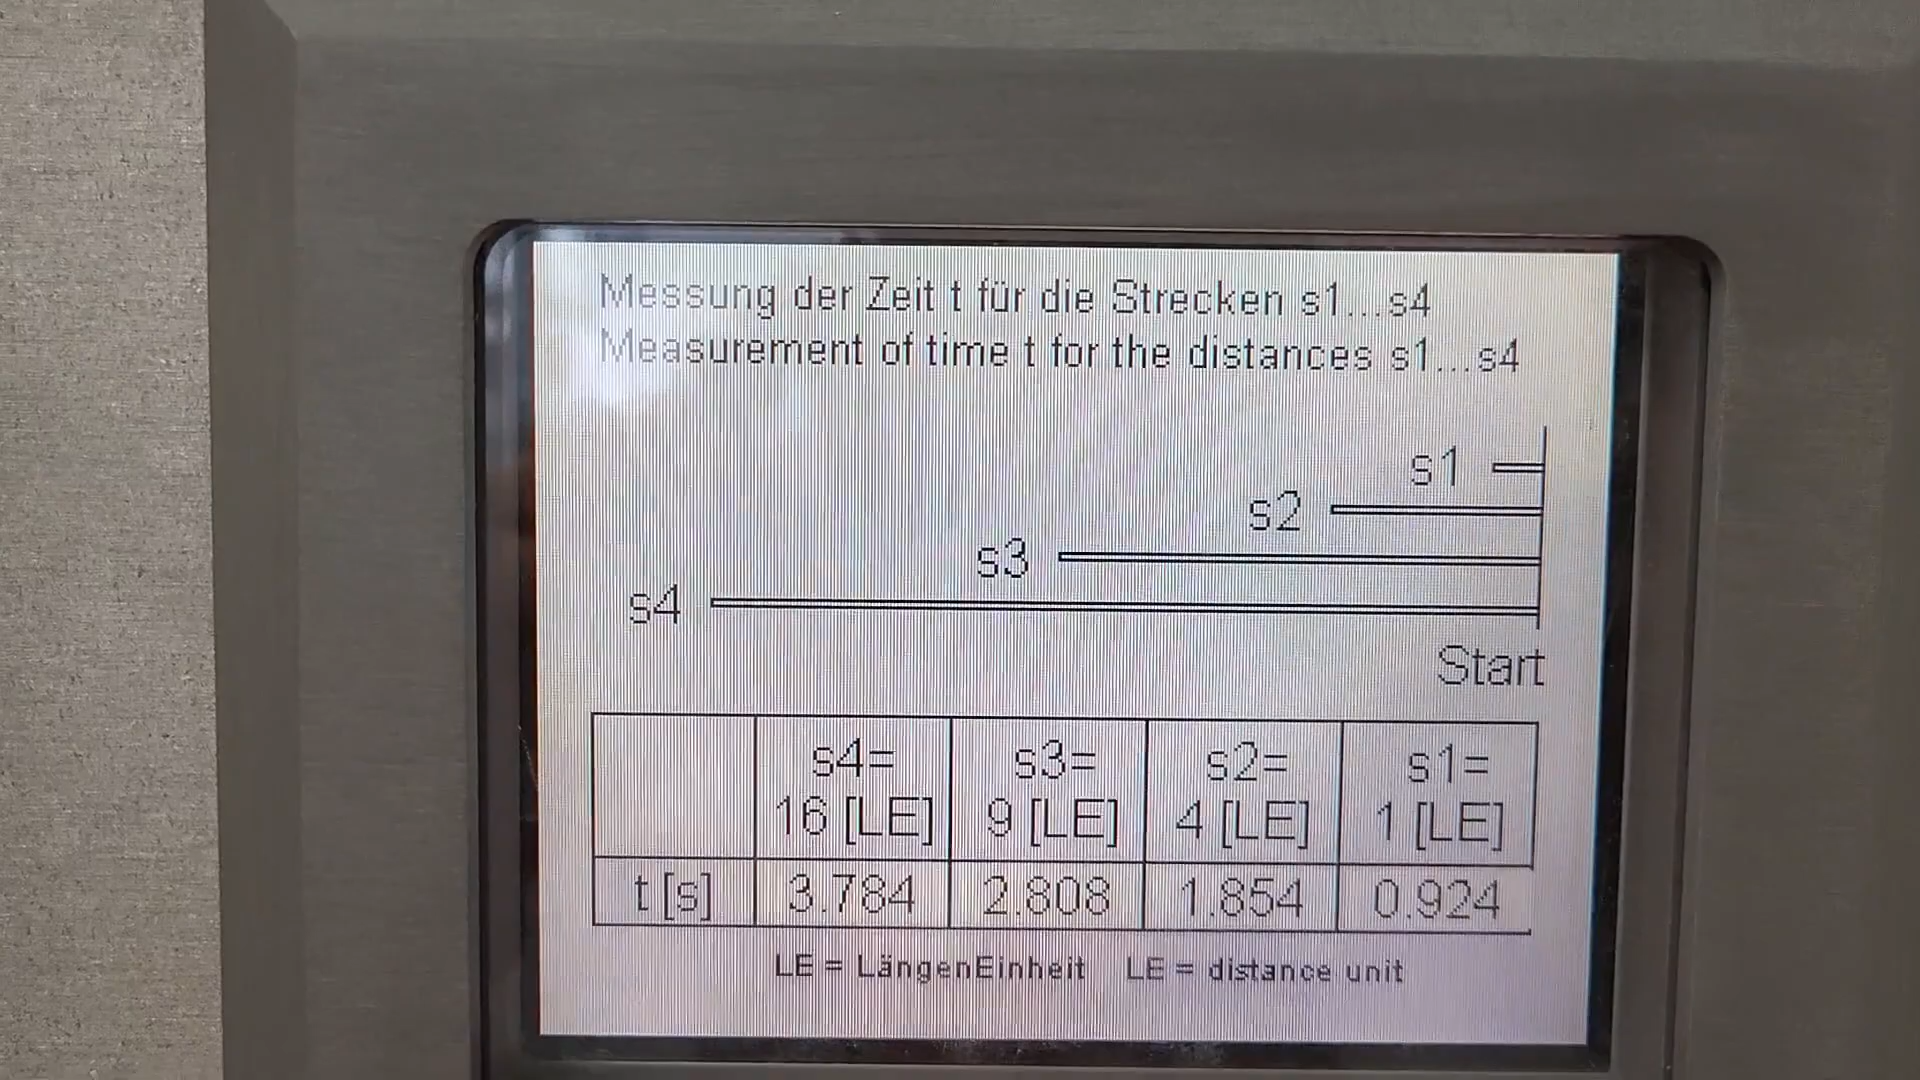 Messung der Zeit t für die Strecken s1...s4
Measurement of time t for the distances s1...s4
s1
s2
s3
s4
Start
s4= s3= s2= s1=
16 [LE] 9 [LE] 4 [LE] 1 [LE]
t [s] 3.784 2.808 1.854 0.924
LE = LängenEinheit LE = distance unit